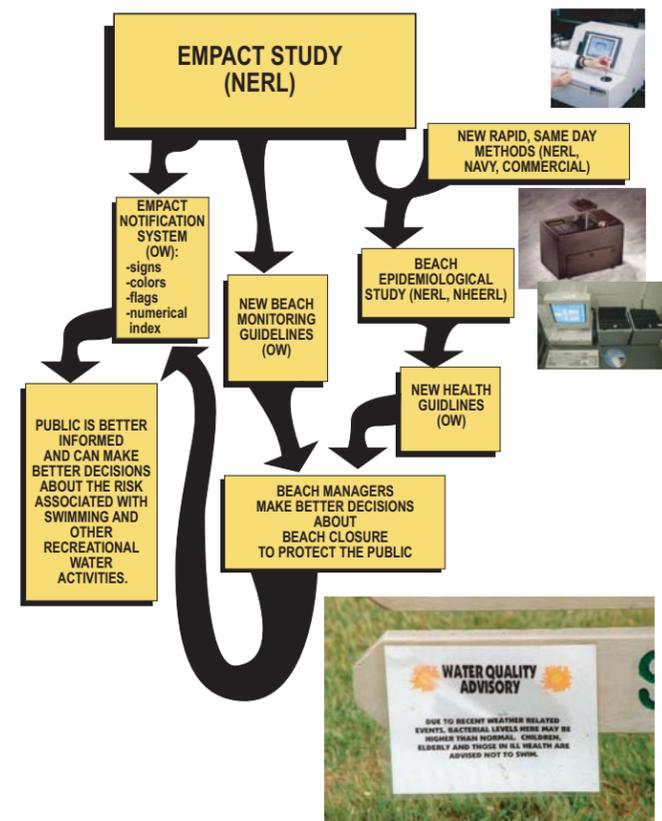 EMPACT STUDY
(NERL)
NEW RAPID, SAME DAY
METHODS (NERL,
NAVY, COMMERCIAL)
EMPACT
NOTIFICATION
SYSTEM
(OW):
-signs
-colors
-flags
-numerical
index
NEW BEACH
MONITORING
GUIDELINES
(OW)
BEACH
EPIDEMIOLOGICAL
STUDY (NERL, NHEERL)
NEW HEALTH
GUIDLINES
(OW)
PUBLIC IS BETTER
INFORMED
AND CAN MAKE
BETTER DECISIONS
ABOUT THE RISK
ASSOCIATED WITH
SWIMMING AND
OTHER
RECREATIONAL
WATER
ACTIVITIES.
BEACH MANAGERS
MAKE BETTER DECISIONS
ABOUT
BEACH CLOSURE
TO PROTECT THE PUBLIC
WATER QUALITY
ADVISORY
DUE TO RECENT WEATHER RELATED
EVENTS, BACTERIAL LEVELS HERE MAY BE
HIGHER THAN NORMAL. CHILDREN,
ELDERLY AND THOSE IN ILL HEALTH ARE
ADVISED NOT TO SWIM.
S